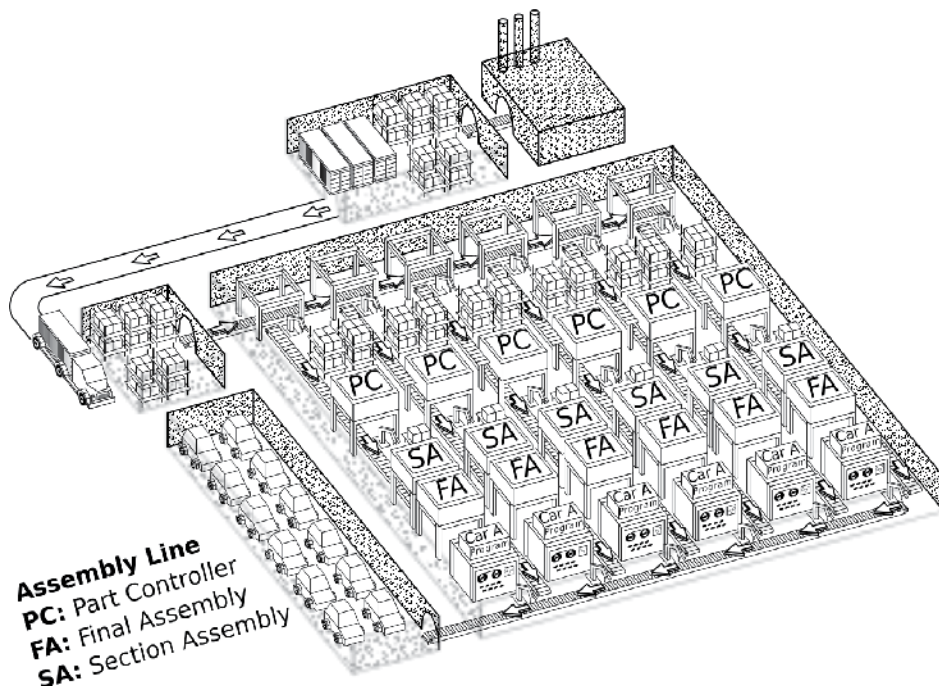 PC
PC
PC
PC
PC
PC
SA
SA
SA
SA
SA
SA
FA
FA
FA
FA
FA
FA
Car A
Program
Car A
Program
Car A
Program
Car A
Program
Car A
Program
Car A
Program
Assembly Line
PC: Part Controller
FA: Final Assembly
SA: Section Assembly